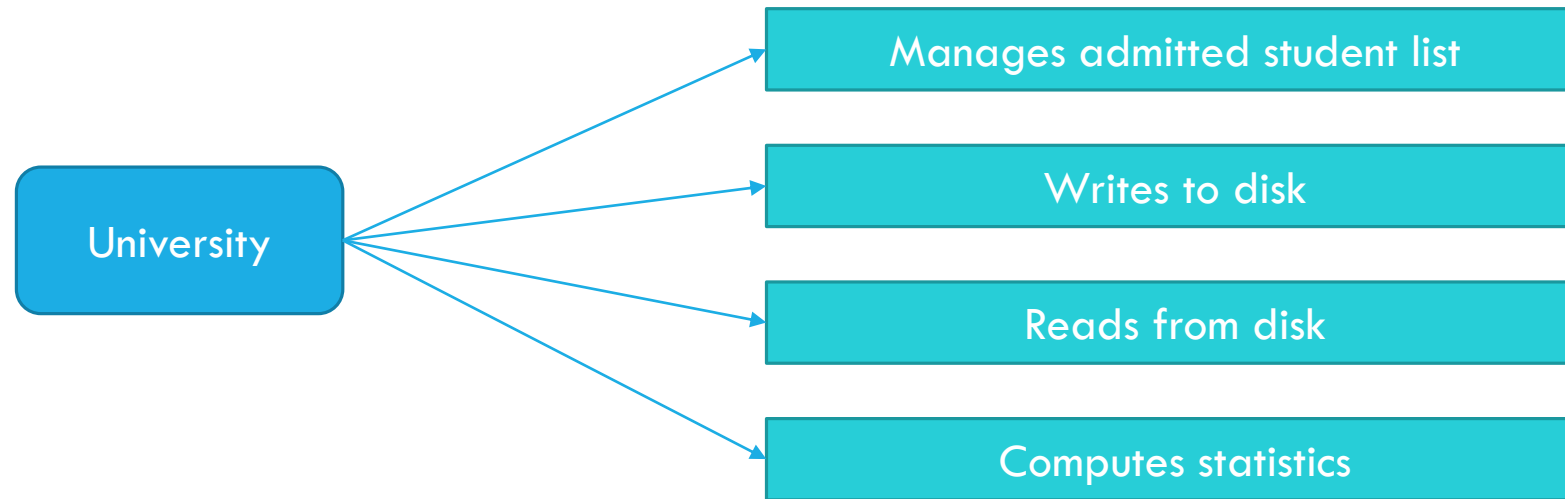 University
Manages admitted student list
Writes to disk
Reads from disk
Computes statistics